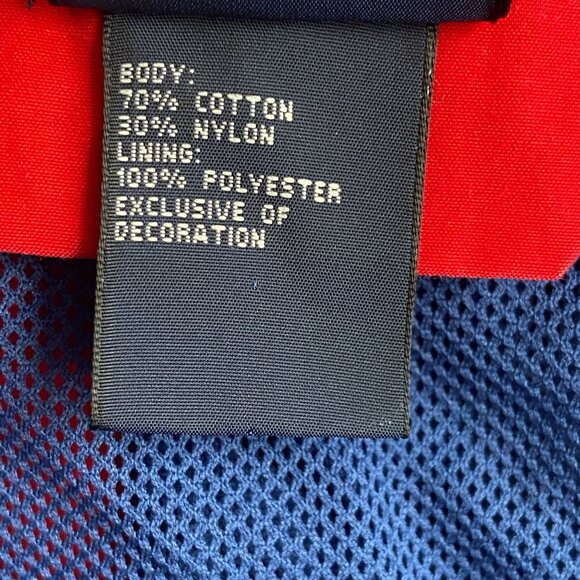 BODY:
70% COTTON
30% NYLON
LINING:
100% POLYESTER
EXCLUSIVE OF
DECORATION